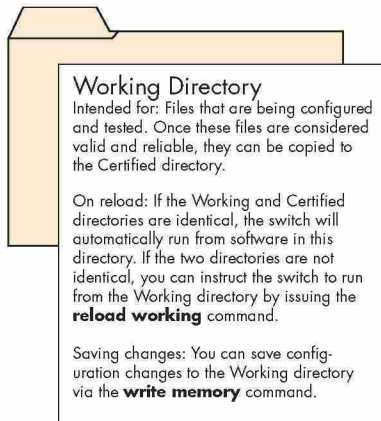 Working Directory
Intended for: Files that are being configured
and tested. Once these files are considered
valid and reliable, they can be copied to
the Certified directory.
On reload: If the Working and Certified
directories are identical, the switch will
automatically run from software in this
directory. If the two directories are not
identical, you can instruct the switch to run
from the Working directory by issuing the
reload working command.
Saving changes: You can save config-
uration changes to the Working directory
via the write memory command.